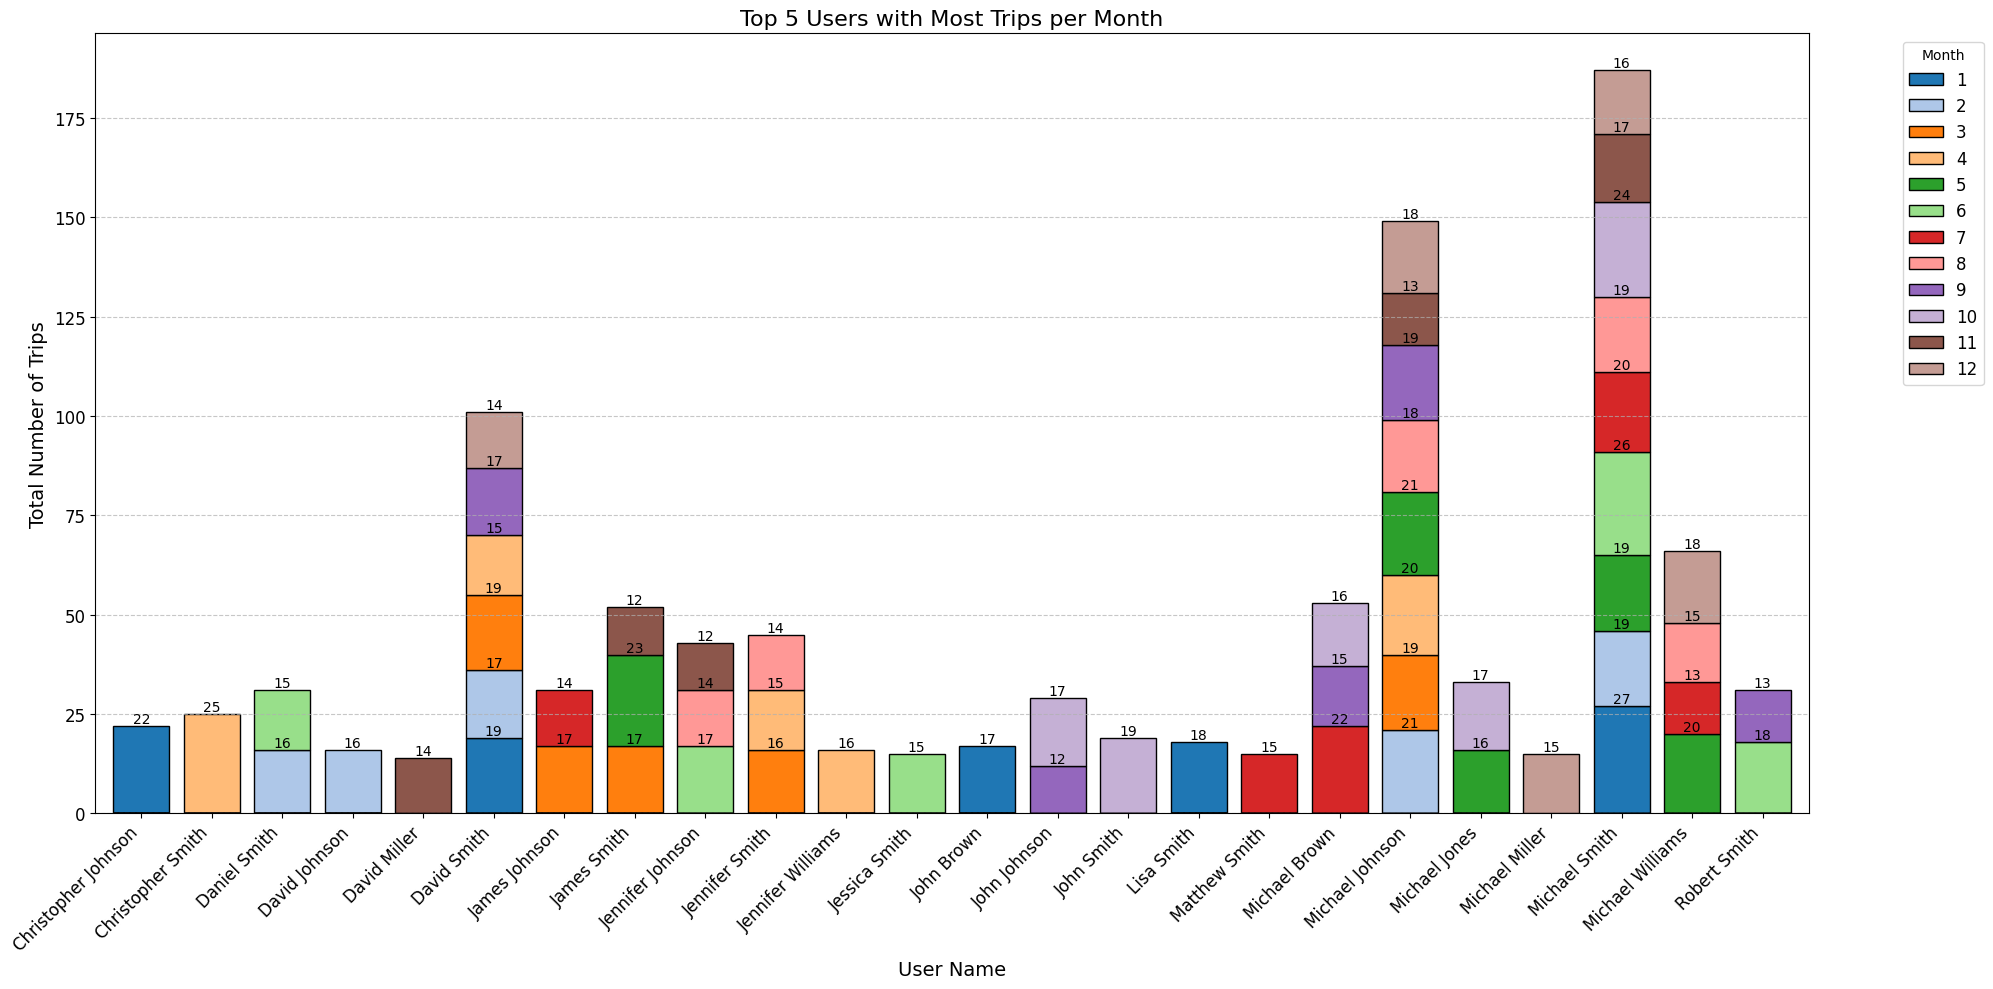 Top 5 Users with Most Trips per Month
Total Number of Trips
175
150
125
100
75
50
25
0
22
25
15
16
16
14
14
17
15
19
17
19
14
17
12
23
17
12
14
17
14
15
16
16
15
17
17
12
19
18
15
16
15
22
18
13
19
18
21
20
19
21
17
16
15
16
17
24
19
20
26
19
19
27
18
15
13
20
13
18
Christopher Johnson
Christopher Smith
Daniel Smith
David Johnson
David Miller
David Smith
James Johnson
James Smith
Jennifer Johnson
Jennifer Smith
Jennifer Williams
Jessica Smith
John Brown
John Johnson
John Smith
Lisa Smith
Matthew Smith
Michael Brown
Michael Johnson
Michael Jones
Michael Miller
Michael Smith
Michael Williams
Robert Smith
User Name
Month
1
2
3
4
5
6
7
8
9
10
11
12